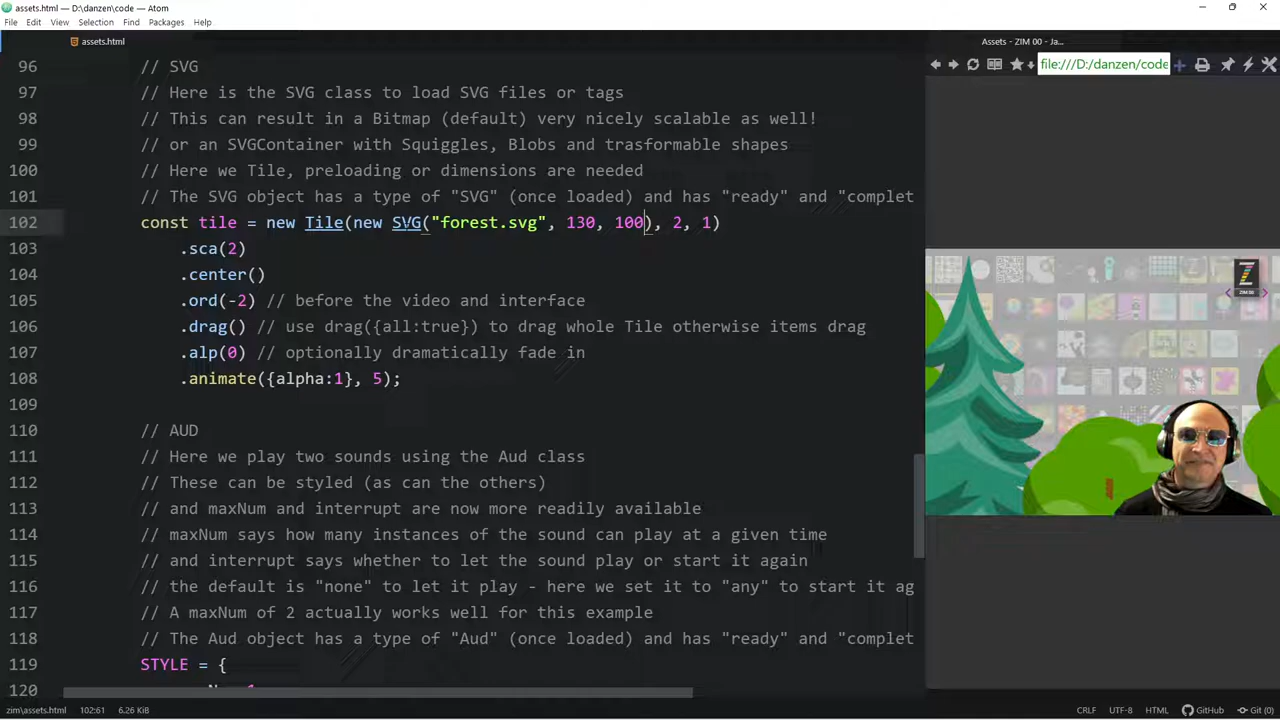 assets.html — D:\danzen\code — Atom
File Edit View Selection Find Packages Help
assets.html
Assets - ZIM 00 - Ja...
file:///D:/danzen/code
96 // SVG
97 // Here is the SVG class to load SVG files or tags
98 // This can result in a Bitmap (default) very nicely scalable as well!
99 // or an SVGContainer with Squiggles, Blobs and trasformable shapes
100 // Here we Tile, preloading or dimensions are needed
101 // The SVG object has a type of "SVG" (once loaded) and has "ready" and "complet
102 const tile = new Tile(new SVG("forest.svg", 130, 100), 2, 1)
103 .sca(2)
104 .center()
105 .ord(-2) // before the video and interface
106 .drag() // use drag({all:true}) to drag whole Tile otherwise items drag
107 .alp(0) // optionally dramatically fade in
108 .animate({alpha:1}, 5);
109
110 // AUD
111 // Here we play two sounds using the Aud class
112 // These can be styled (as can the others)
113 // and maxNum and interrupt are now more readily available
114 // maxNum says how many instances of the sound can play at a given time
115 // and interrupt says whether to let the sound play or start it again
116 // the default is "none" to let it play - here we set it to "any" to start it ag
117 // A maxNum of 2 actually works well for this example
118 // The Aud object has a type of "Aud" (once loaded) and has "ready" and "complet
119 STYLE = {
120
zim\assets.html 102:61 6.26 KiB CRLF UTF-8 HTML GitHub Git (0)